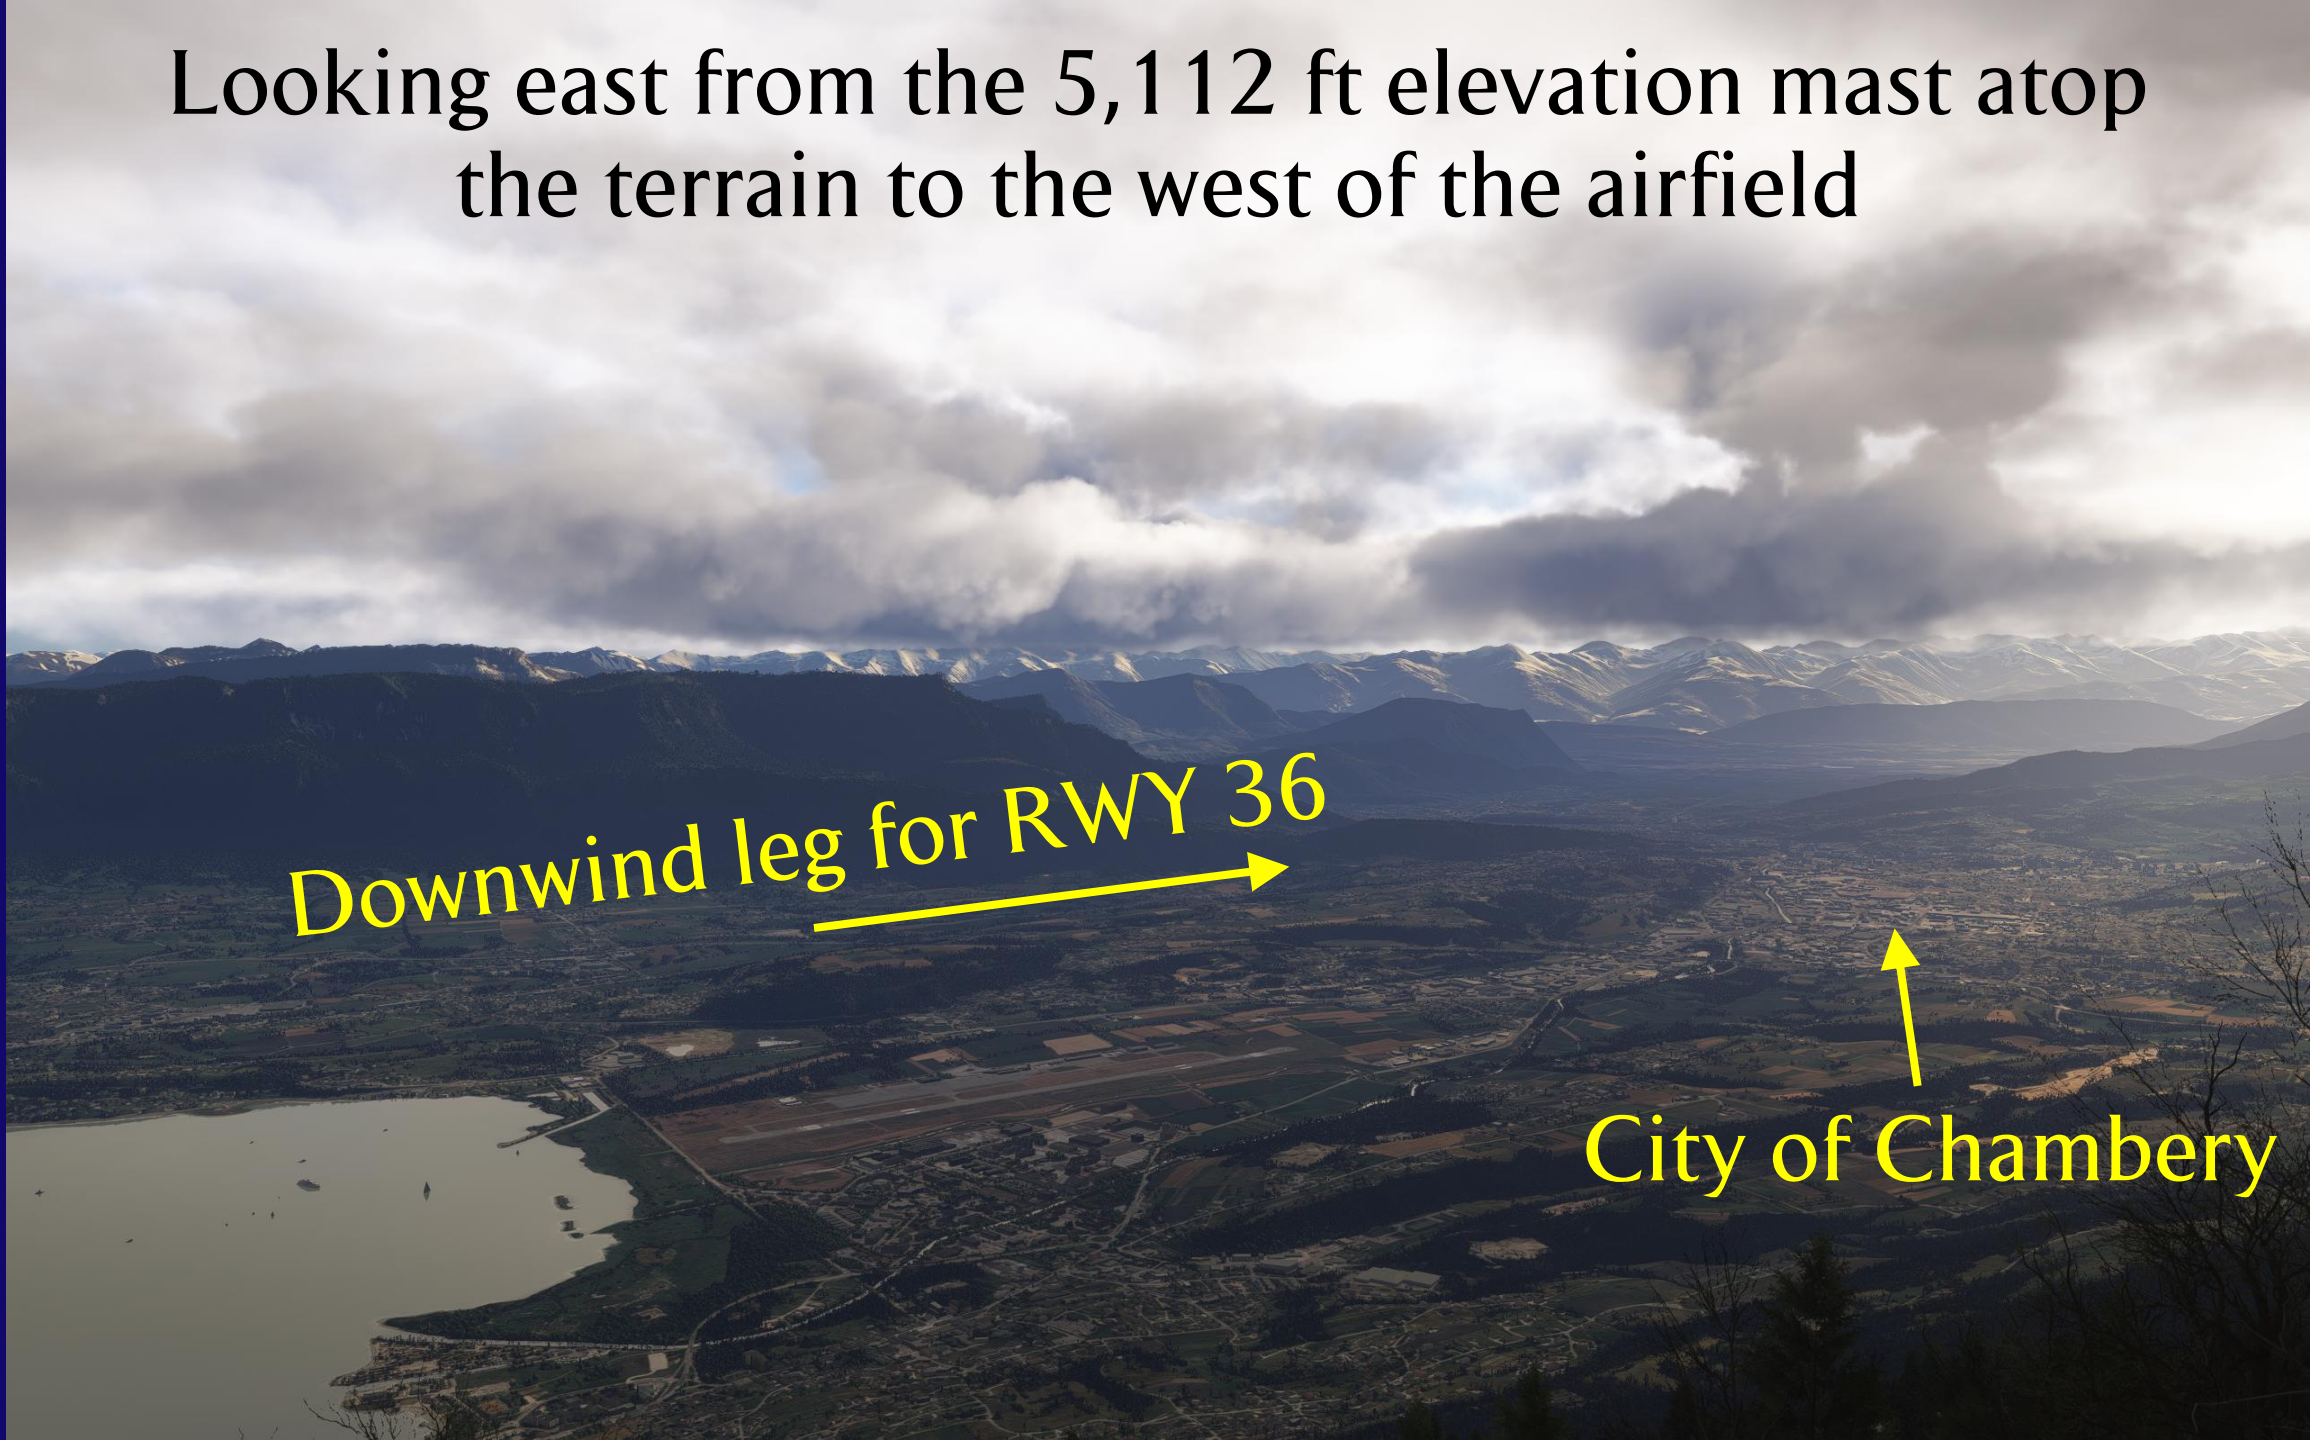 Looking east from the 5,112 ft elevation mast atop
the terrain to the west of the airfield
Downwind leg for RWY 36
City of Chambery